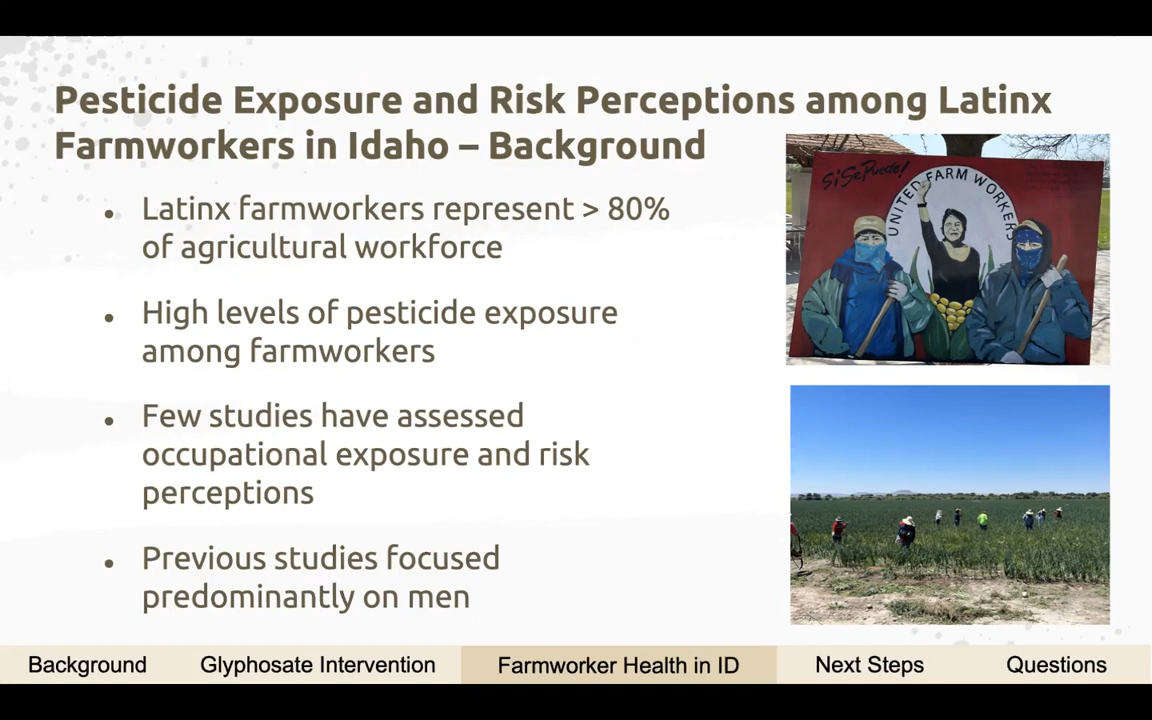 Pesticide Exposure and Risk Perceptions among Latinx
Farmworkers in Idaho – Background
• Latinx farmworkers represent > 80%
of agricultural workforce
• High levels of pesticide exposure
among farmworkers
• Few studies have assessed
occupational exposure and risk
perceptions
• Previous studies focused
predominantly on men
Si Se Puede!
UNITED FARM WORKERS
Background
Glyphosate Intervention
Farmworker Health in ID
Next Steps
Questions